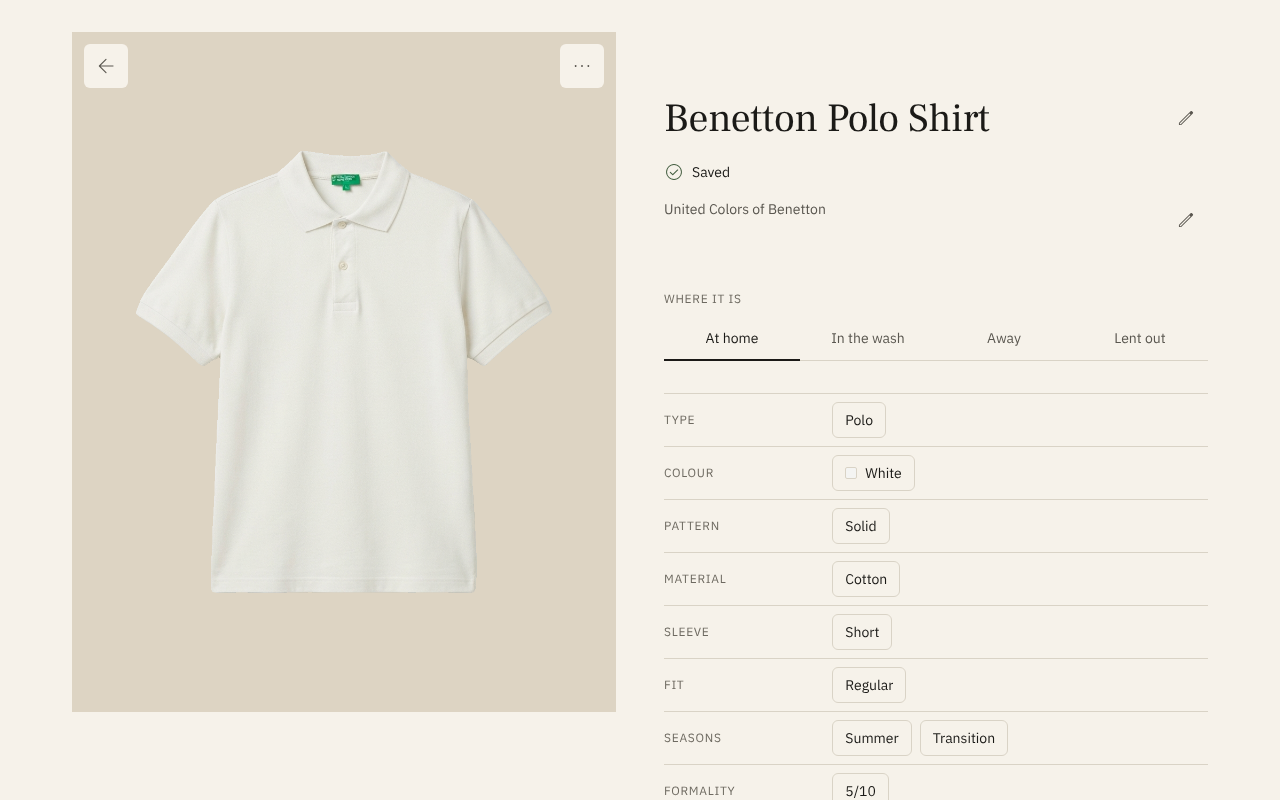 Benetton Polo Shirt
Saved
United Colors of Benetton
WHERE IT IS
At home
In the wash
Away
Lent out
TYPE
Polo
COLOUR
White
PATTERN
Solid
MATERIAL
Cotton
SLEEVE
Short
FIT
Regular
SEASONS
Summer
Transition
FORMALITY
5/10